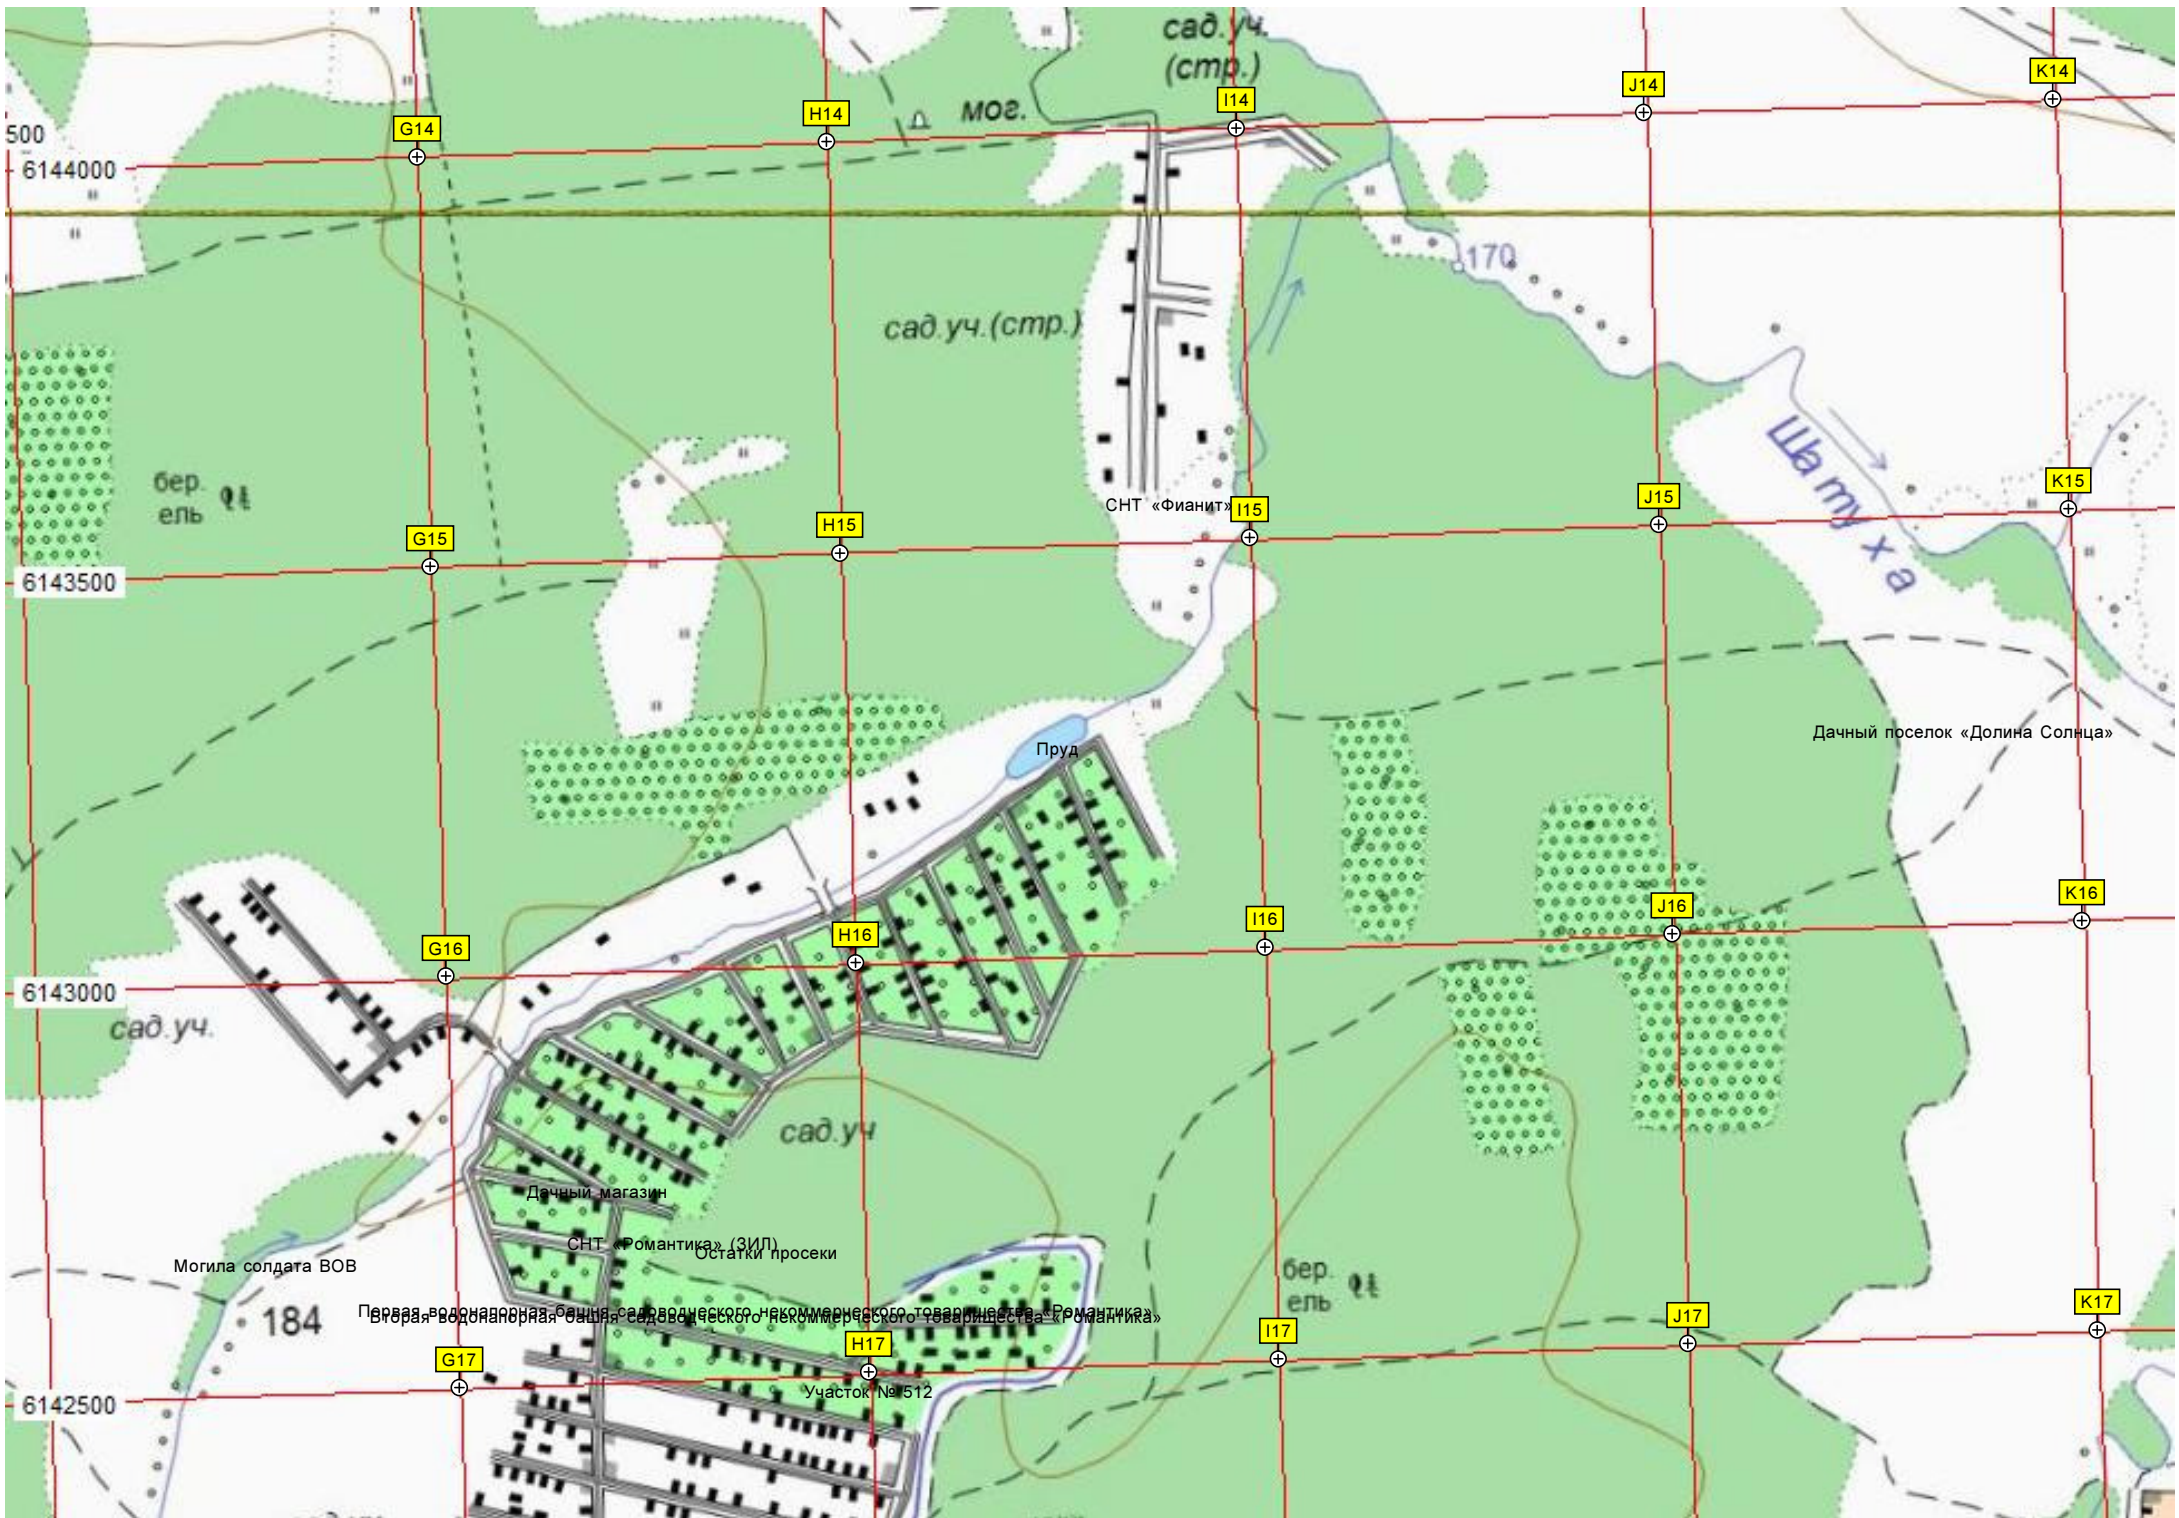 сад.уч.
(стр.)
K14
J14
I14
H14
G14
мог.
500
6144000
170
сад.уч.(стр.)
Шатуха
бер.
ель
K15
J15
СНТ «Фианит»
I15
H15
G15
6143500
Дачный поселок «Долина Солнца»
Пруд
K16
J16
I16
H16
G16
6143000
сад.уч.
сад.уч
Дачный магазин
СНТ «Романтика» (ЗИЛ)
Остатки просеки
Могила солдата ВОВ
бер.
ель
184
Первая водонапорная башня садоводческого некоммерческого товарищества «Романтика»
Вторая водонапорная башня садоводческого некоммерческого товарищества «Романтика»
K17
J17
I17
H17
G17
Участок № 512
6142500